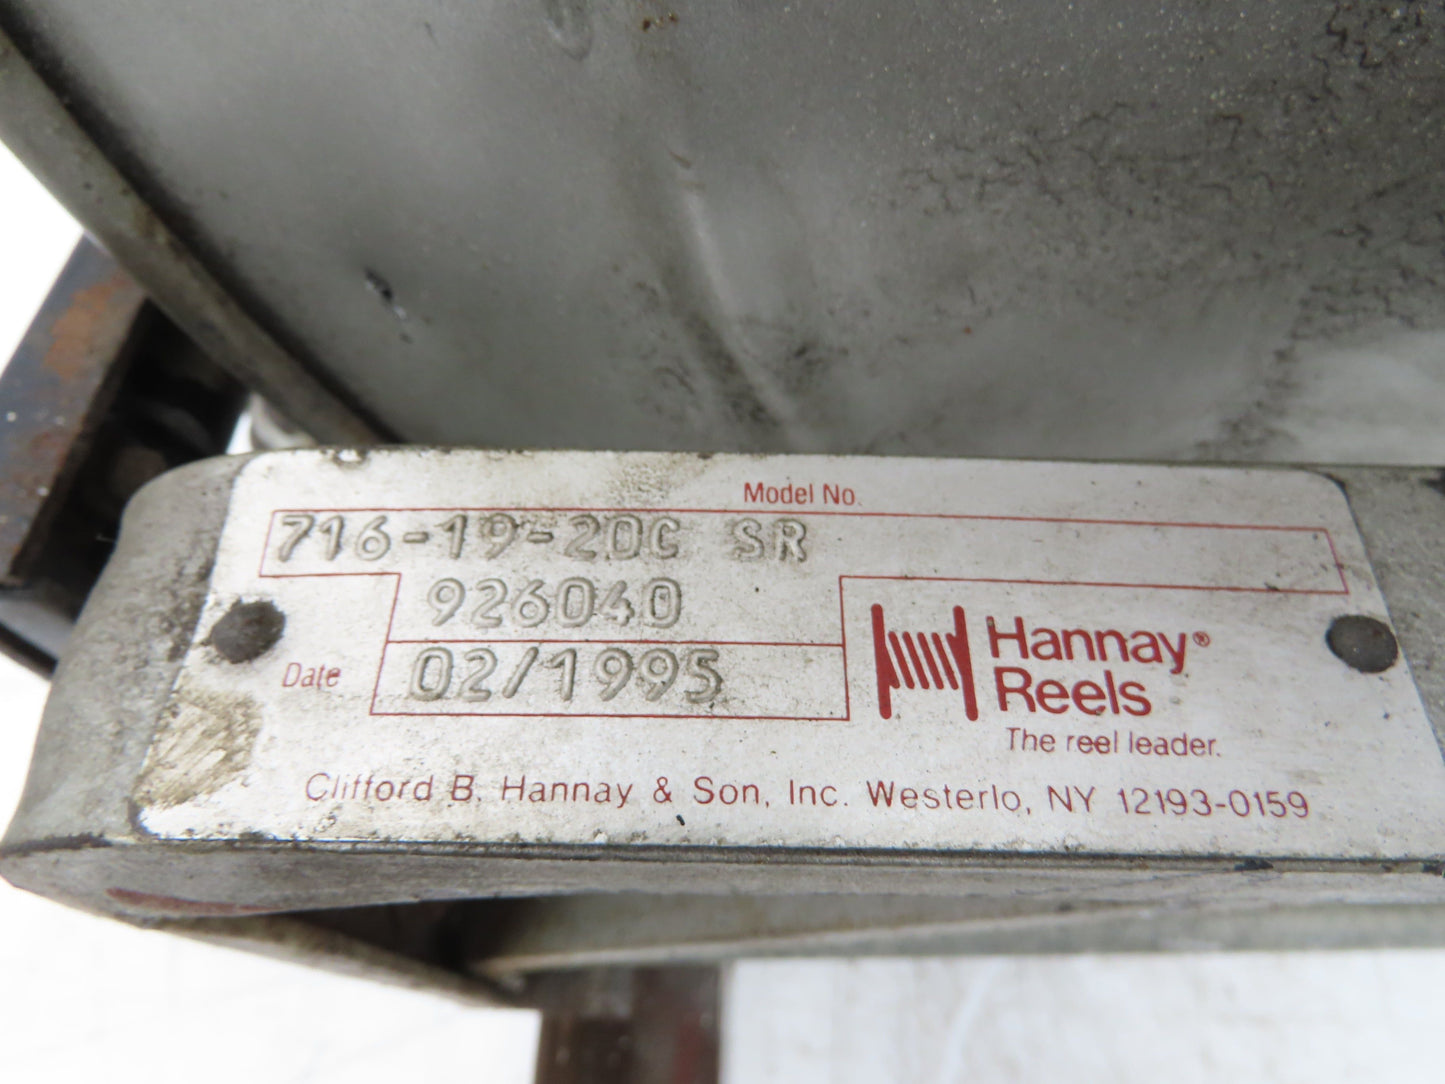 Model No.
716-19-20C SR
926040
Date 02/1995
Hannay®
Reels
The reel leader.
Clifford B. Hannay & Son, Inc. Westerlo, NY 12193-0159